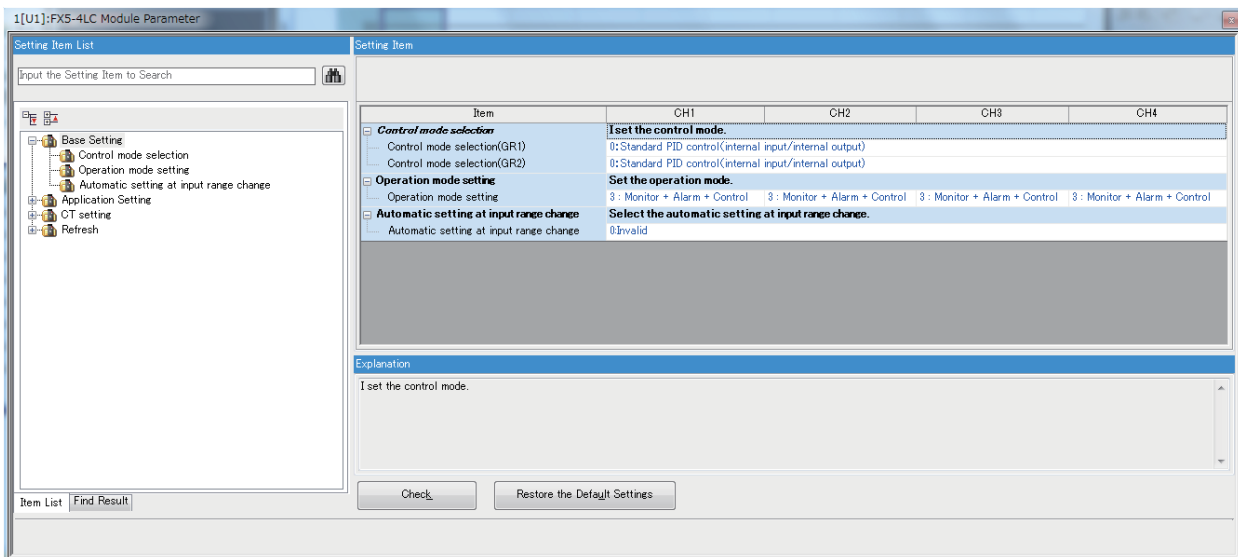 1[U1]:FX5-4LC Module Parameter
Setting Item List
Input the Setting Item to Search
Base Setting
Control mode selection
Operation mode setting
Automatic setting at input range change
Application Setting
CT setting
Refresh
Item List Find Result
Setting Item
Item CH1 CH2 CH3 CH4
Control mode selection I set the control mode.
Control mode selection(GR1) 0:Standard PID control(internal input/internal output)
Control mode selection(GR2) 0:Standard PID control(internal input/internal output)
Operation mode setting Set the operation mode.
Operation mode setting 3 : Monitor + Alarm + Control 3 : Monitor + Alarm + Control 3 : Monitor + Alarm + Control 3 : Monitor + Alarm + Control
Automatic setting at input range change Select the automatic setting at input range change.
Automatic setting at input range change 0:Invalid
Explanation
I set the control mode.
Check Restore the Default Settings